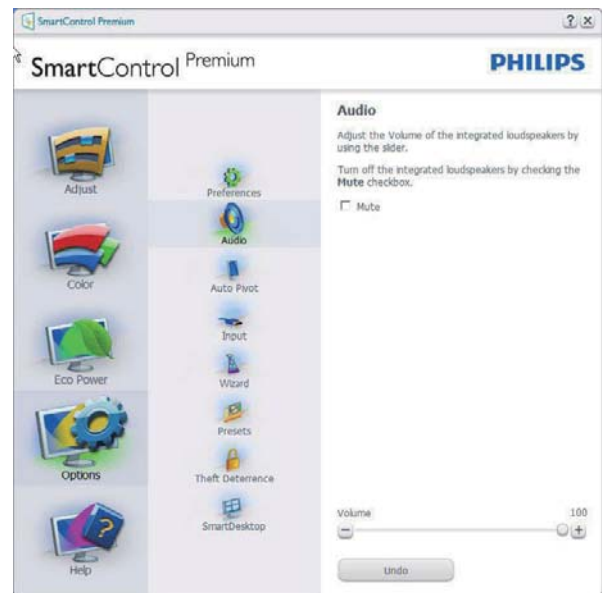 SmartControl Premium
? x
SmartControl Premium
PHILIPS
Adjust
Color
Eco Power
Options
Help
Preferences
Audio
Auto Pivot
Input
Wizard
Presets
Theft Deterrence
SmartDesktop
Audio
Adjust the Volume of the integrated loudspeakers by
using the slider.
Turn off the integrated loudspeakers by checking the
Mute checkbox.
Mute
Volume 100
Undo